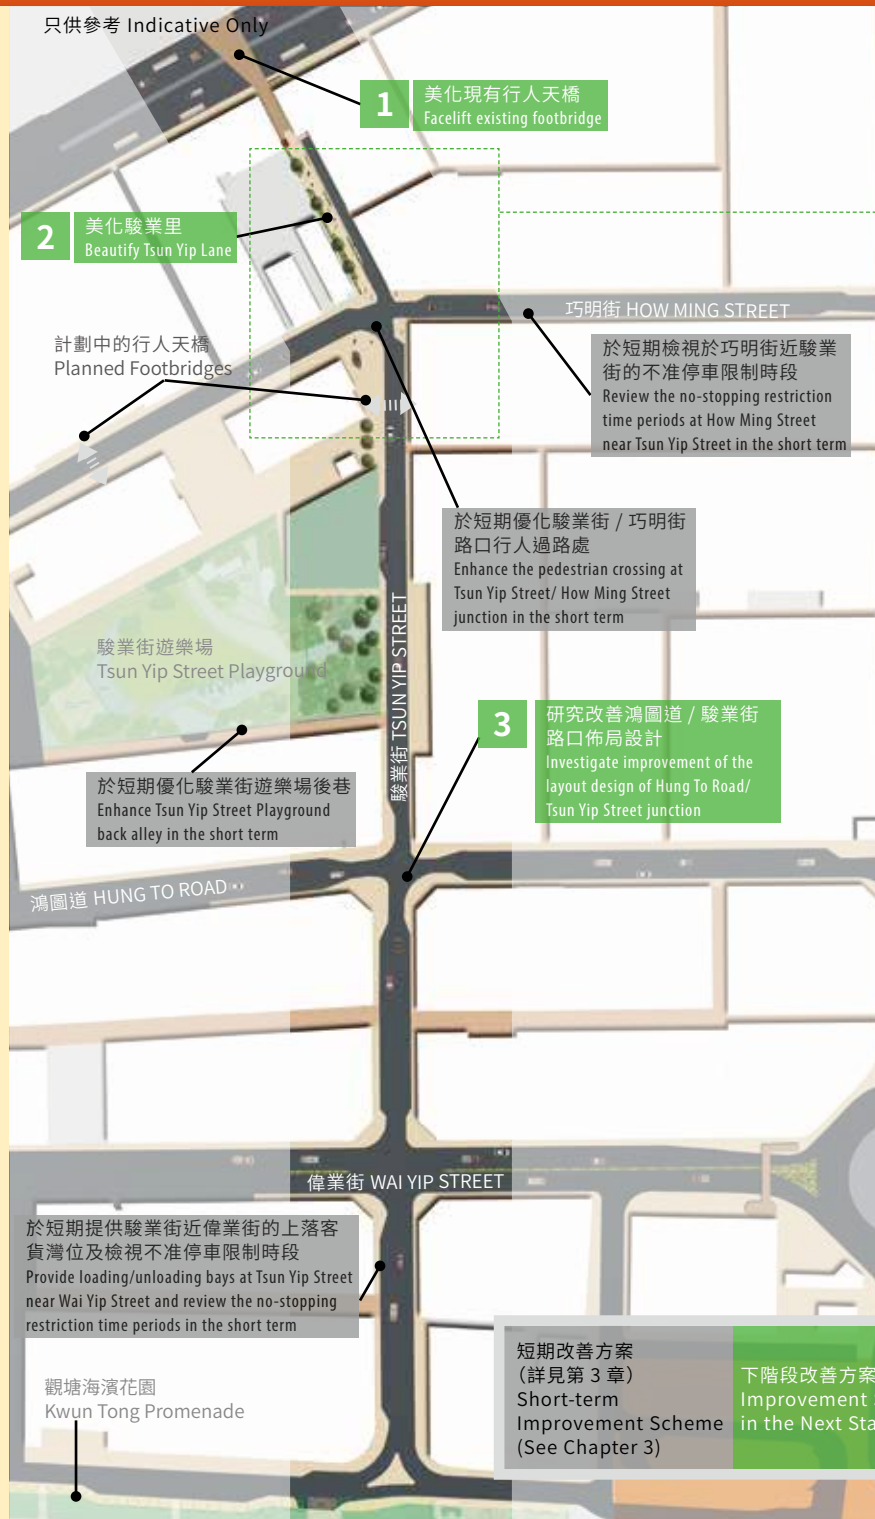 只供參考 Indicative Only
1
美化現有行人天橋
Facelift existing footbridge
2
美化駿業里
Beautify Tsun Yip Lane
巧明街 HOW MING STREET
計劃中的行人天橋
Planned Footbridges
於短期檢視於巧明街近駿業
街的不准停車限制時段
Review the no-stopping restriction
time periods at How Ming Street
near Tsun Yip Street in the short term
於短期優化駿業街 / 巧明街
路口行人過路處
Enhance the pedestrian crossing at
Tsun Yip Street/ How Ming Street
junction in the short term
駿業街遊樂場
Tsun Yip Street Playground
駿業街 TSUN YIP STREET
3
研究改善鴻圖道 / 駿業街
路口佈局設計
Investigate improvement of the
layout design of Hung To Road/
Tsun Yip Street junction
於短期優化駿業街遊樂場後巷
Enhance Tsun Yip Street Playground
back alley in the short term
鴻圖道 HUNG TO ROAD
偉業街 WAI YIP STREET
於短期提供駿業街近偉業街的上落客
貨灣位及檢視不准停車限制時段
Provide loading/unloading bays at Tsun Yip Street
near Wai Yip Street and review the no-stopping
restriction time periods in the short term
觀塘海濱花園
Kwun Tong Promenade
短期改善方案
（詳見第 3 章）
Short-term
Improvement Scheme
(See Chapter 3)
下階段改善方案
Improvement
in the Next Sta